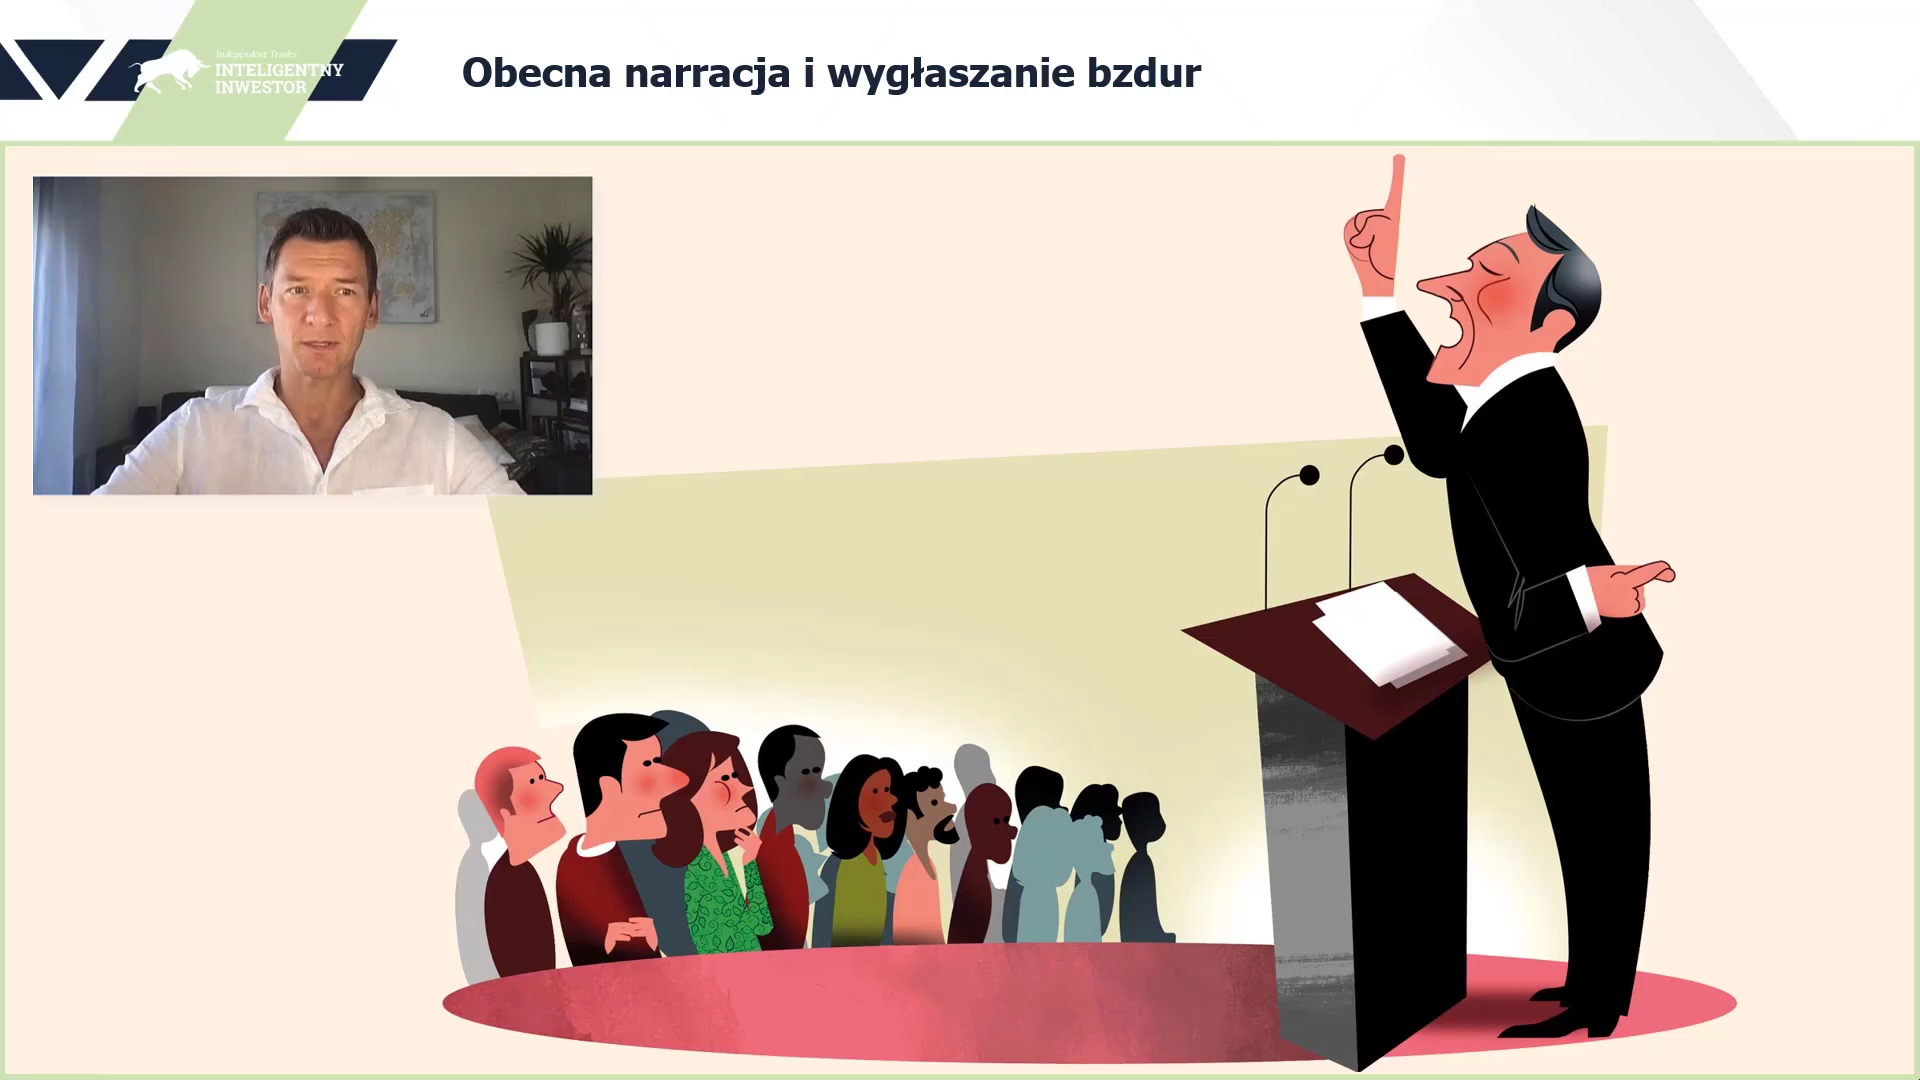 Independent Trader
INTELIGENTNY
INWESTOR
Obecna narracja i wygłaszanie bzdur